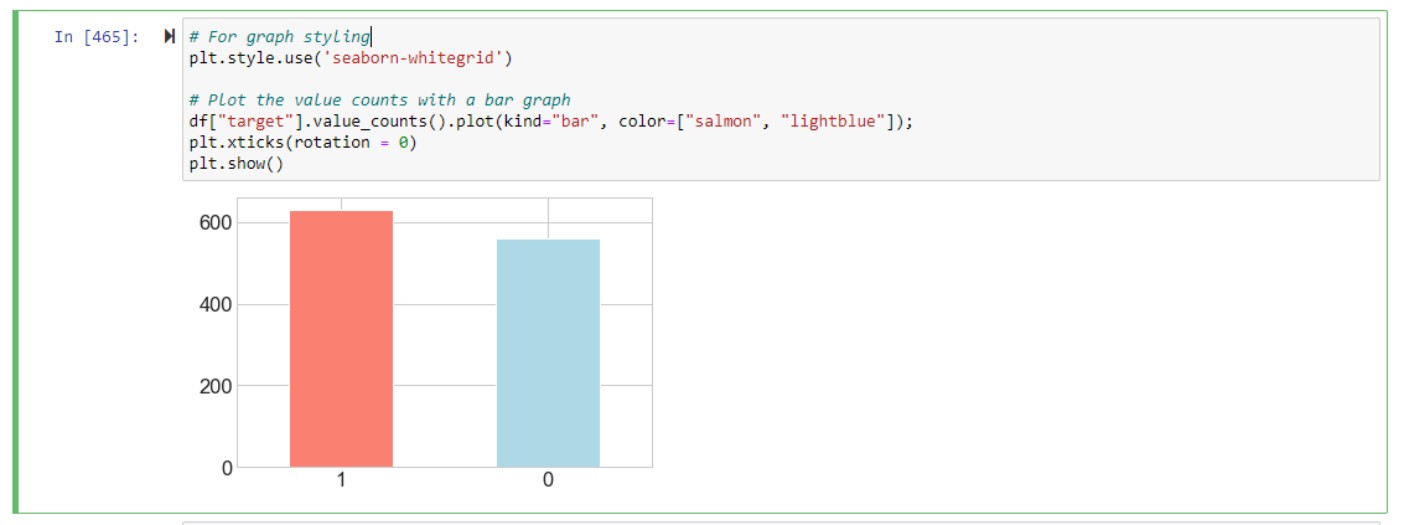 In [465]:
# For graph styling
plt.style.use('seaborn-whitegrid')
# Plot the value counts with a bar graph
df["target"].value_counts().plot(kind="bar", color=["salmon", "lightblue"]);
plt.xticks(rotation = 0)
plt.show()
600
400
200
0
1 0